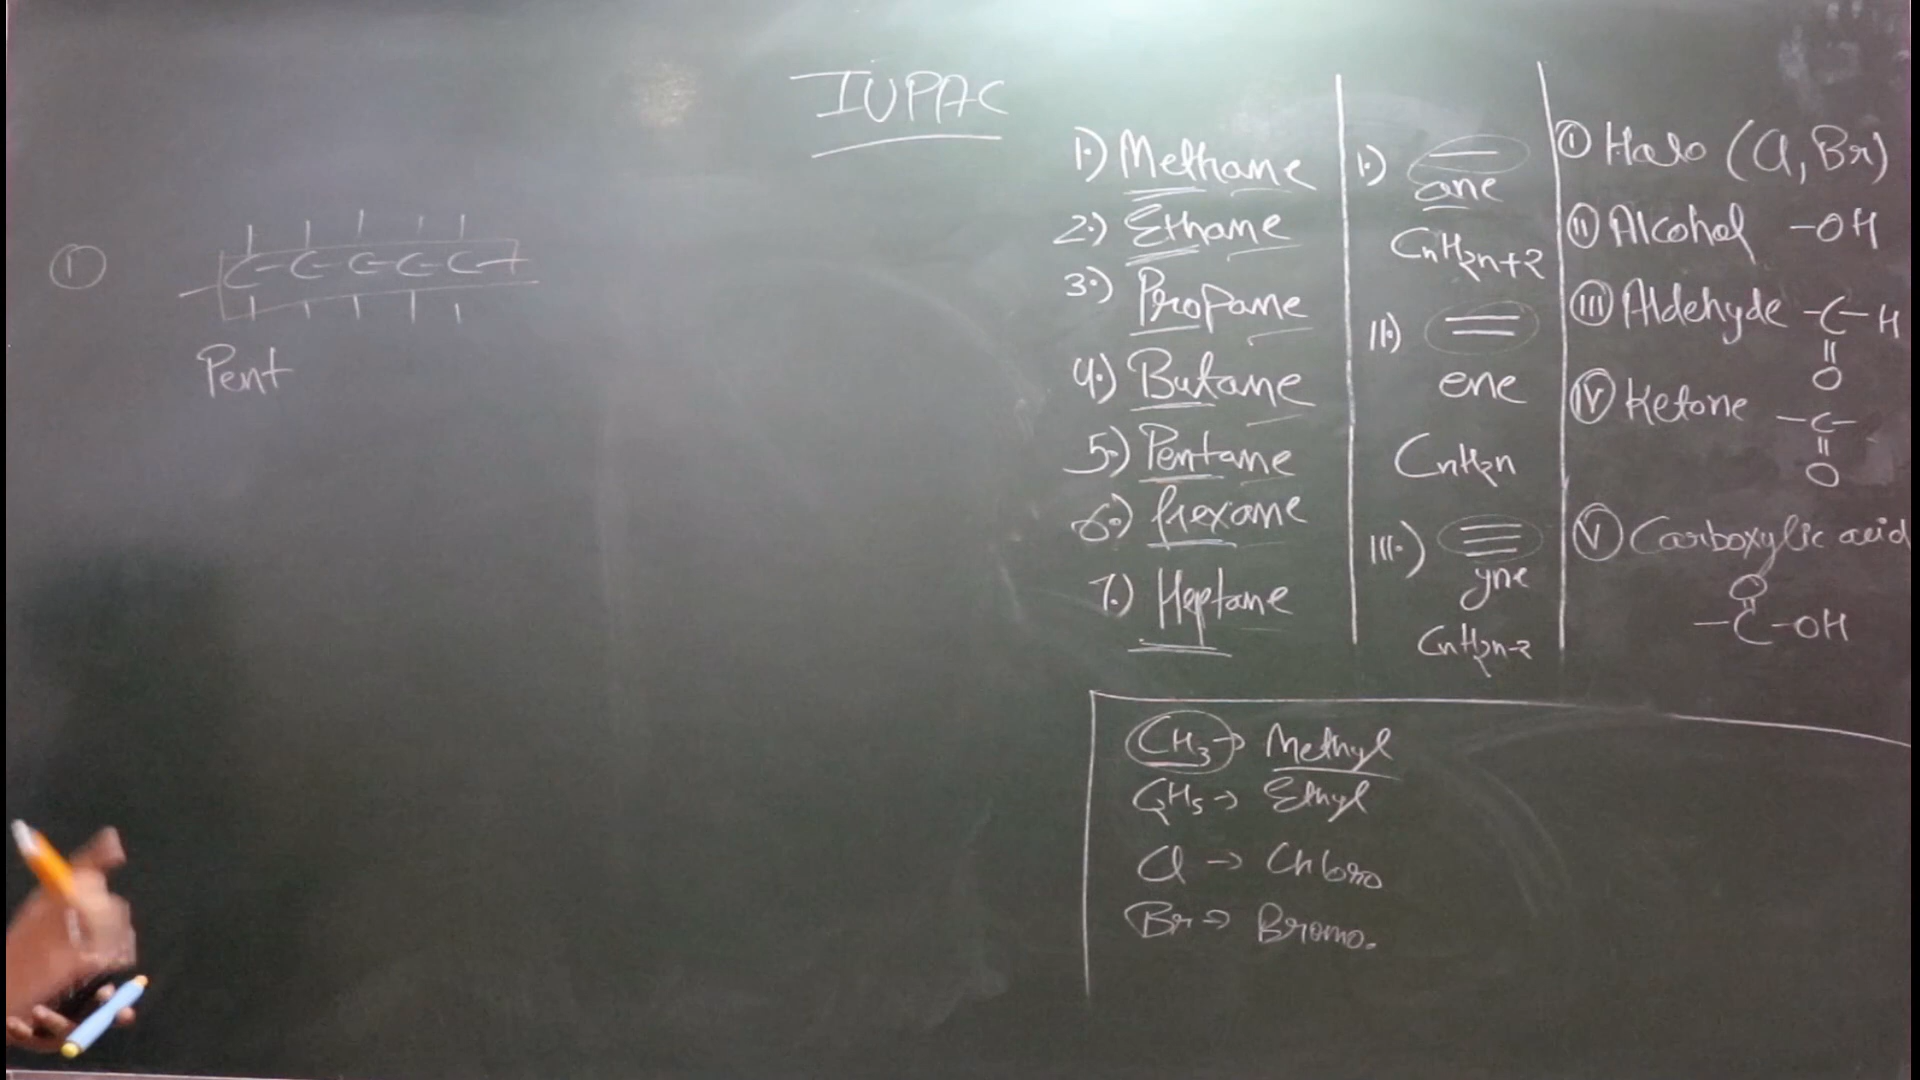 IUPAC
① C-C-C-C-C-
Pent
1.) Methane
2.) Ethane
3.) Propane
4.) Butane
5.) Pentane
6.) Hexane
7.) Heptane
I.) —
ane
CnH2n+2
II.) =
ene
CnH2n
III.) ≡
yne
CnH2n-2
Ⓘ Halo (Cl, Br)
Ⓘⓘ Alcohol -OH
(III) Aldehyde -C-H
||
O
(IV) Ketone -C-
||
O
(V) Carboxylic acid
O
||
-C-OH
CH3 → Methyl
C2H5 → Ethyl
Cl → Chloro
Br → Bromo.